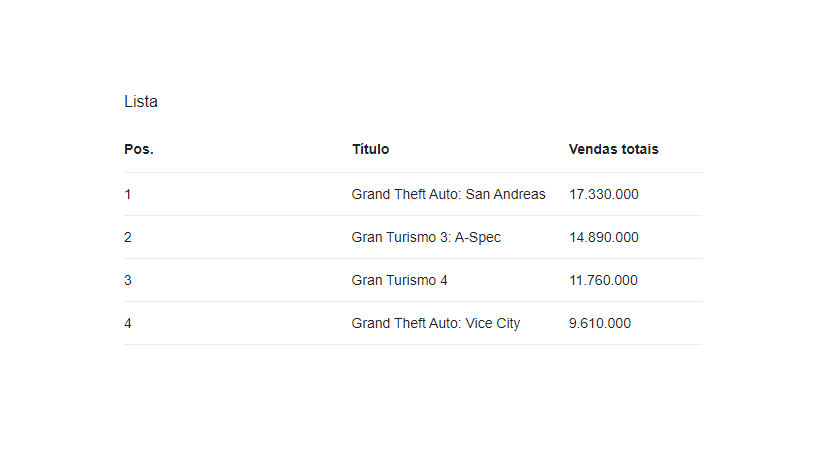 Lista
Pos. Título Vendas totais
1 Grand Theft Auto: San Andreas 17.330.000
2 Gran Turismo 3: A-Spec 14.890.000
3 Gran Turismo 4 11.760.000
4 Grand Theft Auto: Vice City 9.610.000